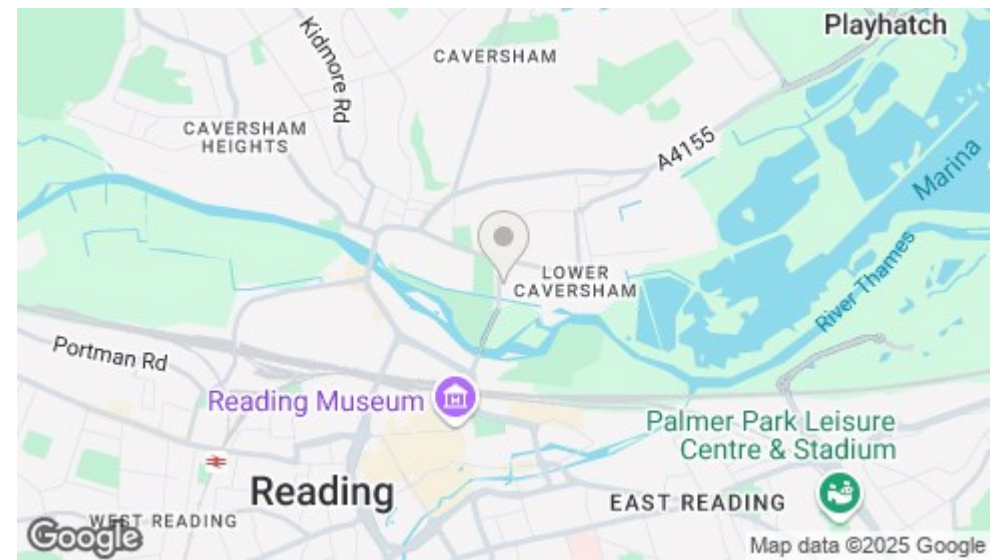 Playhatch
Kidmore Rd
CAVERSHAM
CAVERSHAM
HEIGHTS
A4155
Marina
LOWER
CAVERSHAM
River Thames
Portman Rd
Reading Museum
Palmer Park Leisure
Centre & Stadium
Reading
EAST READING
WEST READING
Google
Map data ©2025 Google